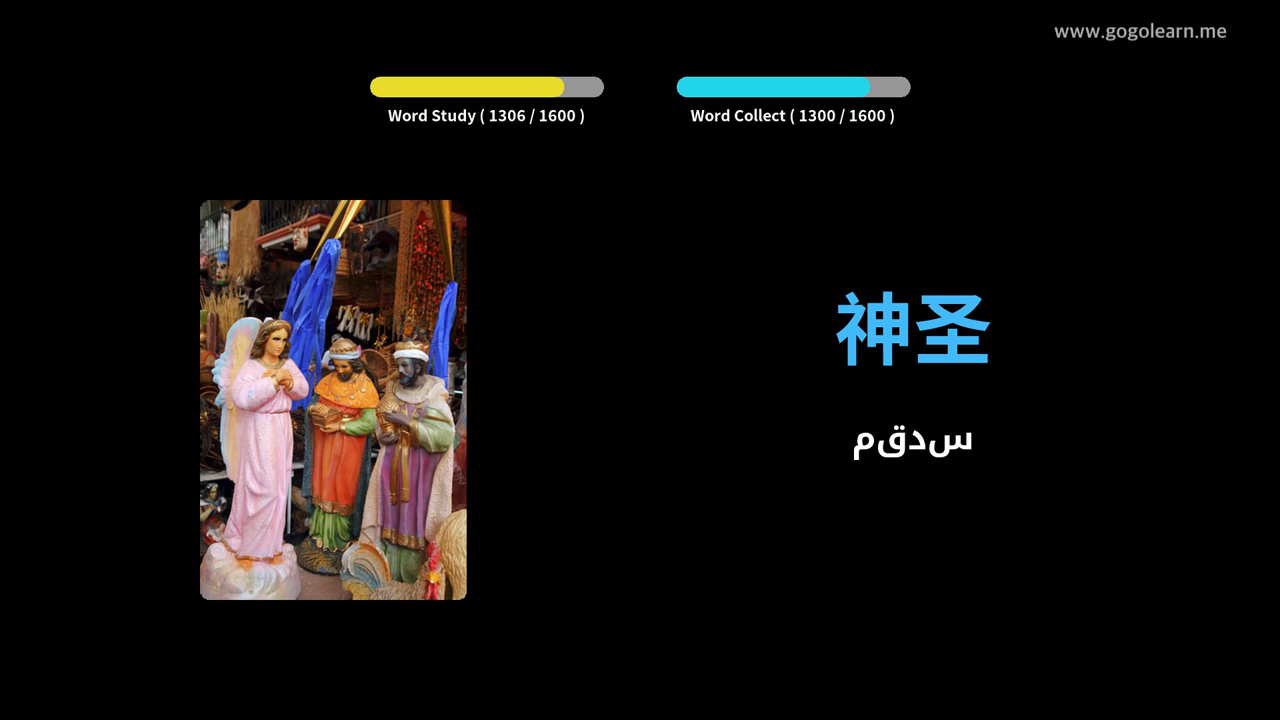 www.gogolearn.me
Word Study ( 1306 / 1600 )
Word Collect ( 1300 / 1600 )
神圣
سدقم